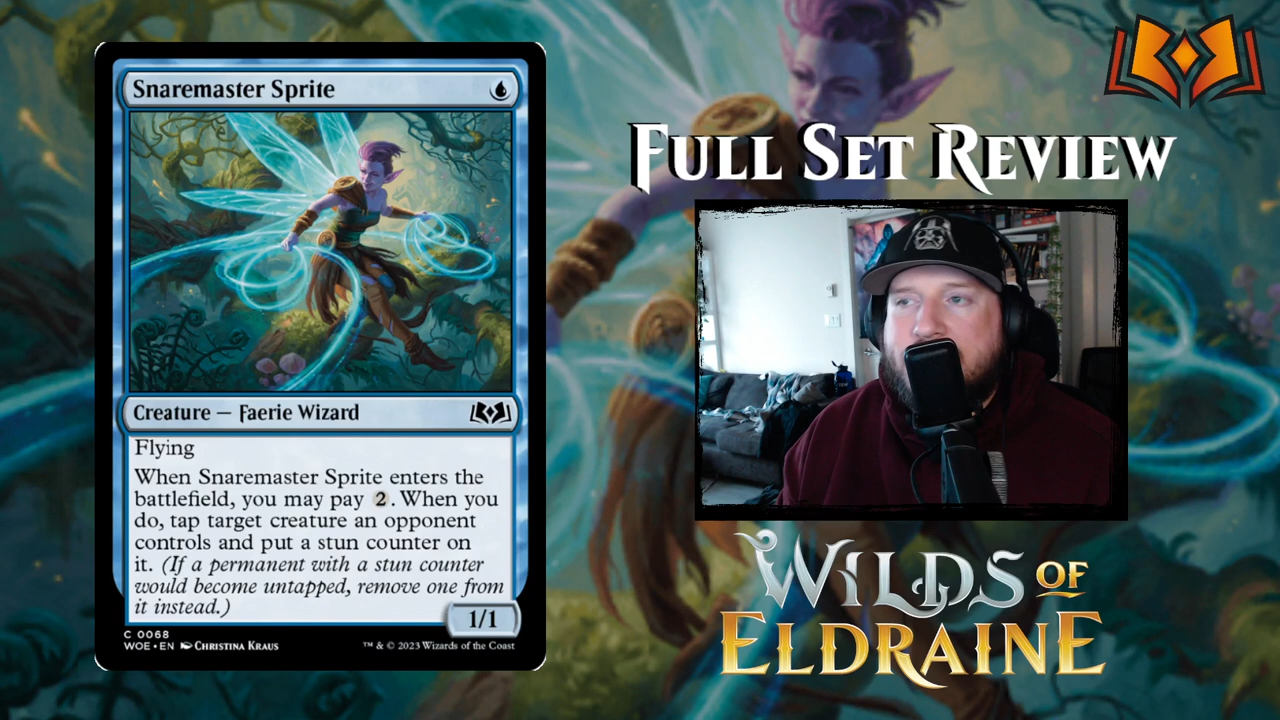 Snaremaster Sprite
Creature — Faerie Wizard
Flying
When Snaremaster Sprite enters the
battlefield, you may pay 2. When you
do, tap target creature an opponent
controls and put a stun counter on
it. (If a permanent with a stun counter
would become untapped, remove one from
it instead.)
1/1
C 0068
WOE • EN Christina Kraus
™ & © 2023 Wizards of the Coast
Full Set Review
Wilds of
Eldraine